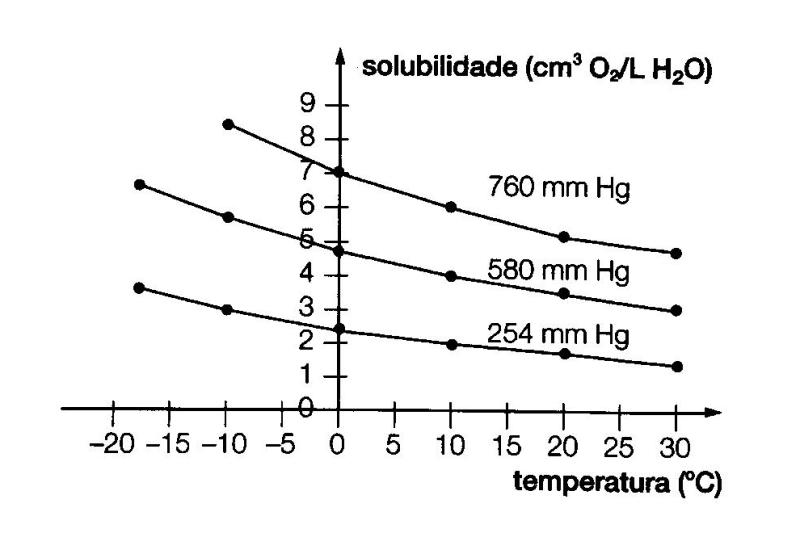 solubilidade (cm³ O₂/L H₂O)
9
8
7
760 mm Hg
6
5
580 mm Hg
4
3
254 mm Hg
2
1
0
–20 –15 –10 –5 0 5 10 15 20 25 30
temperatura (ºC)